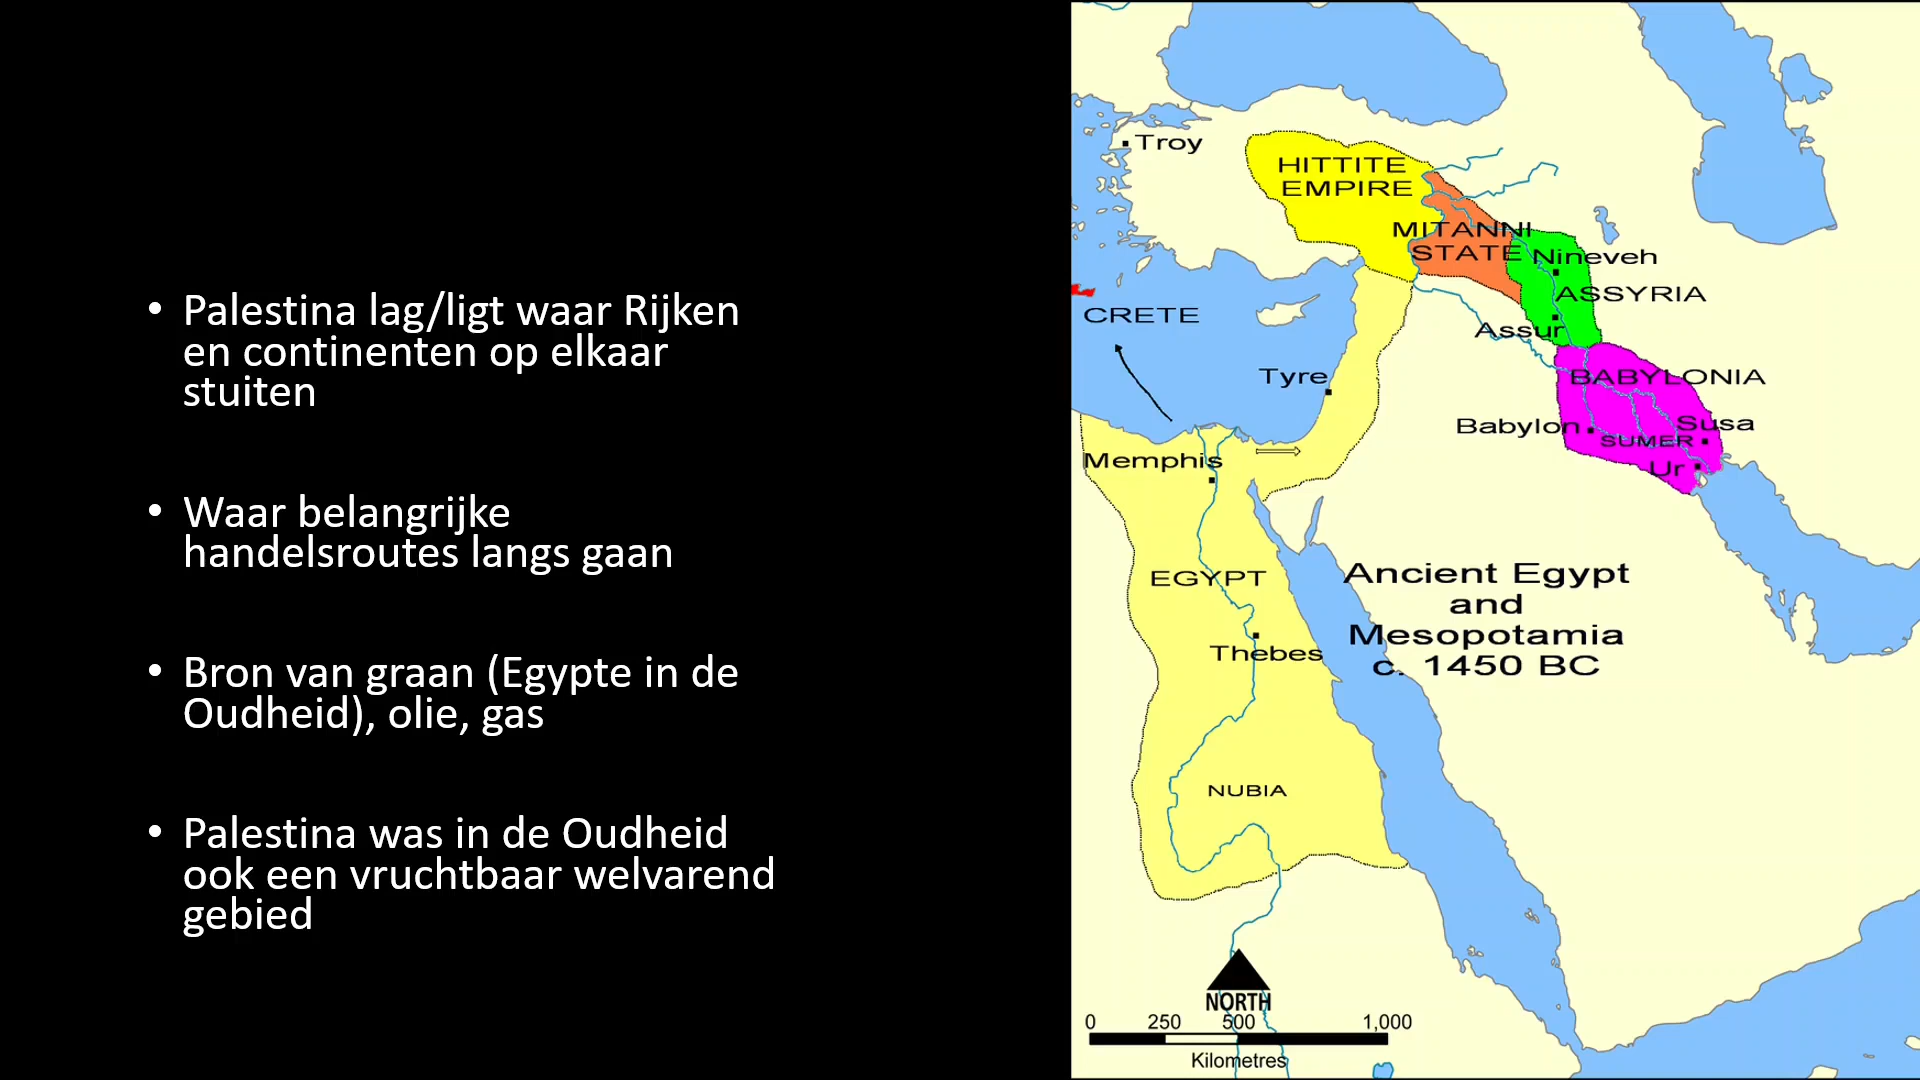 • Palestina lag/ligt waar Rijken
en continenten op elkaar
stuiten
• Waar belangrijke
handelsroutes langs gaan
• Bron van graan (Egypte in de
Oudheid), olie, gas
• Palestina was in de Oudheid
ook een vruchtbaar welvarend
gebied
Troy
HITTITE
EMPIRE
MITANNI
STATE
Nineveh
ASSYRIA
Assur
CRETE
Tyre
BABYLONIA
Babylon
Susa
SUMER
Ur
Memphis
EGYPT
Thebes
Ancient Egypt
and
Mesopotamia
c. 1450 BC
NUBIA
NORTH
0 250 500 1,000
Kilometres